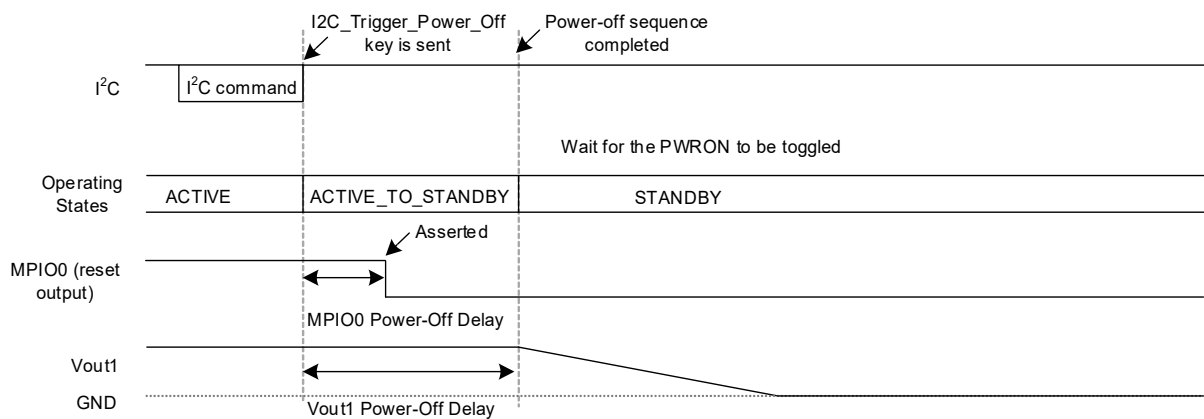 I2C_Trigger_Power_Off
key is sent
Power-off sequence
completed
I²C
I²C command
Wait for the PWRON to be toggled
Operating
States
ACTIVE
ACTIVE_TO_STANDBY
STANDBY
Asserted
MPIO0 (reset
output)
MPIO0 Power-Off Delay
Vout1
GND
Vout1 Power-Off Delay